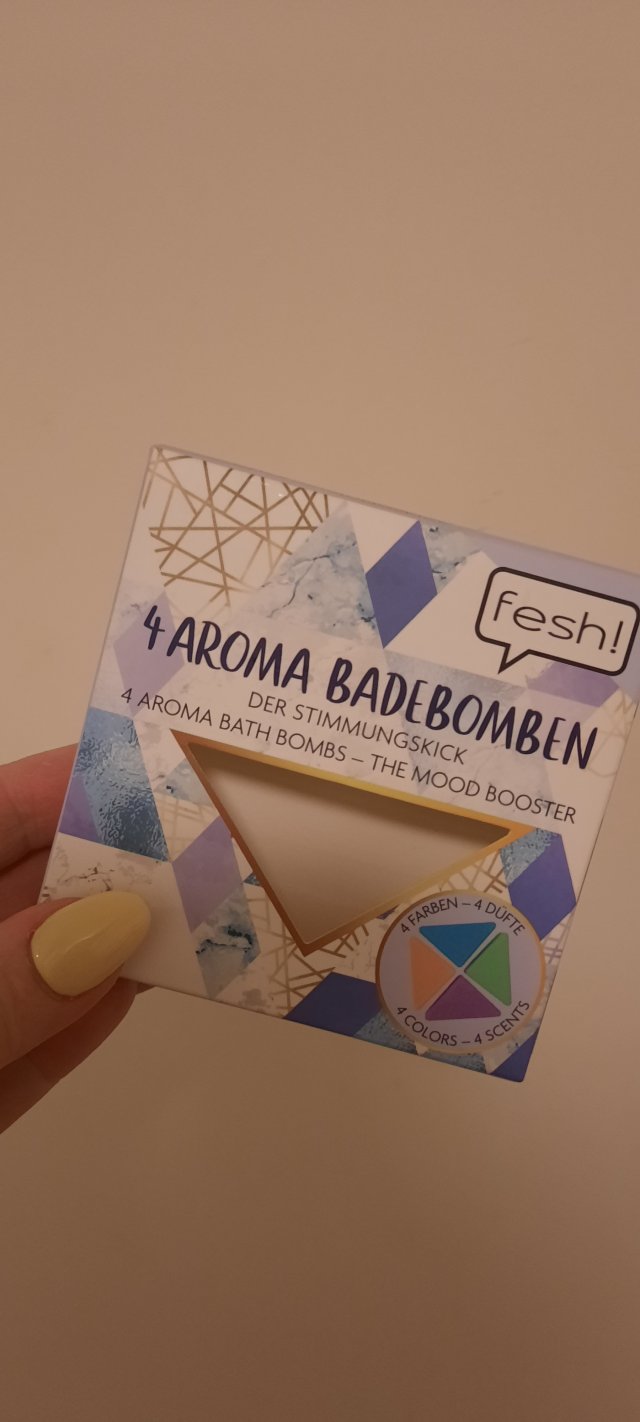 fesh!
4 AROMA BADEBOMBEN
DER STIMMUNGSKICK
4 AROMA BATH BOMBS – THE MOOD BOOSTER
4 FARBEN – 4 DÜFTE
4 COLORS – 4 SCENTS